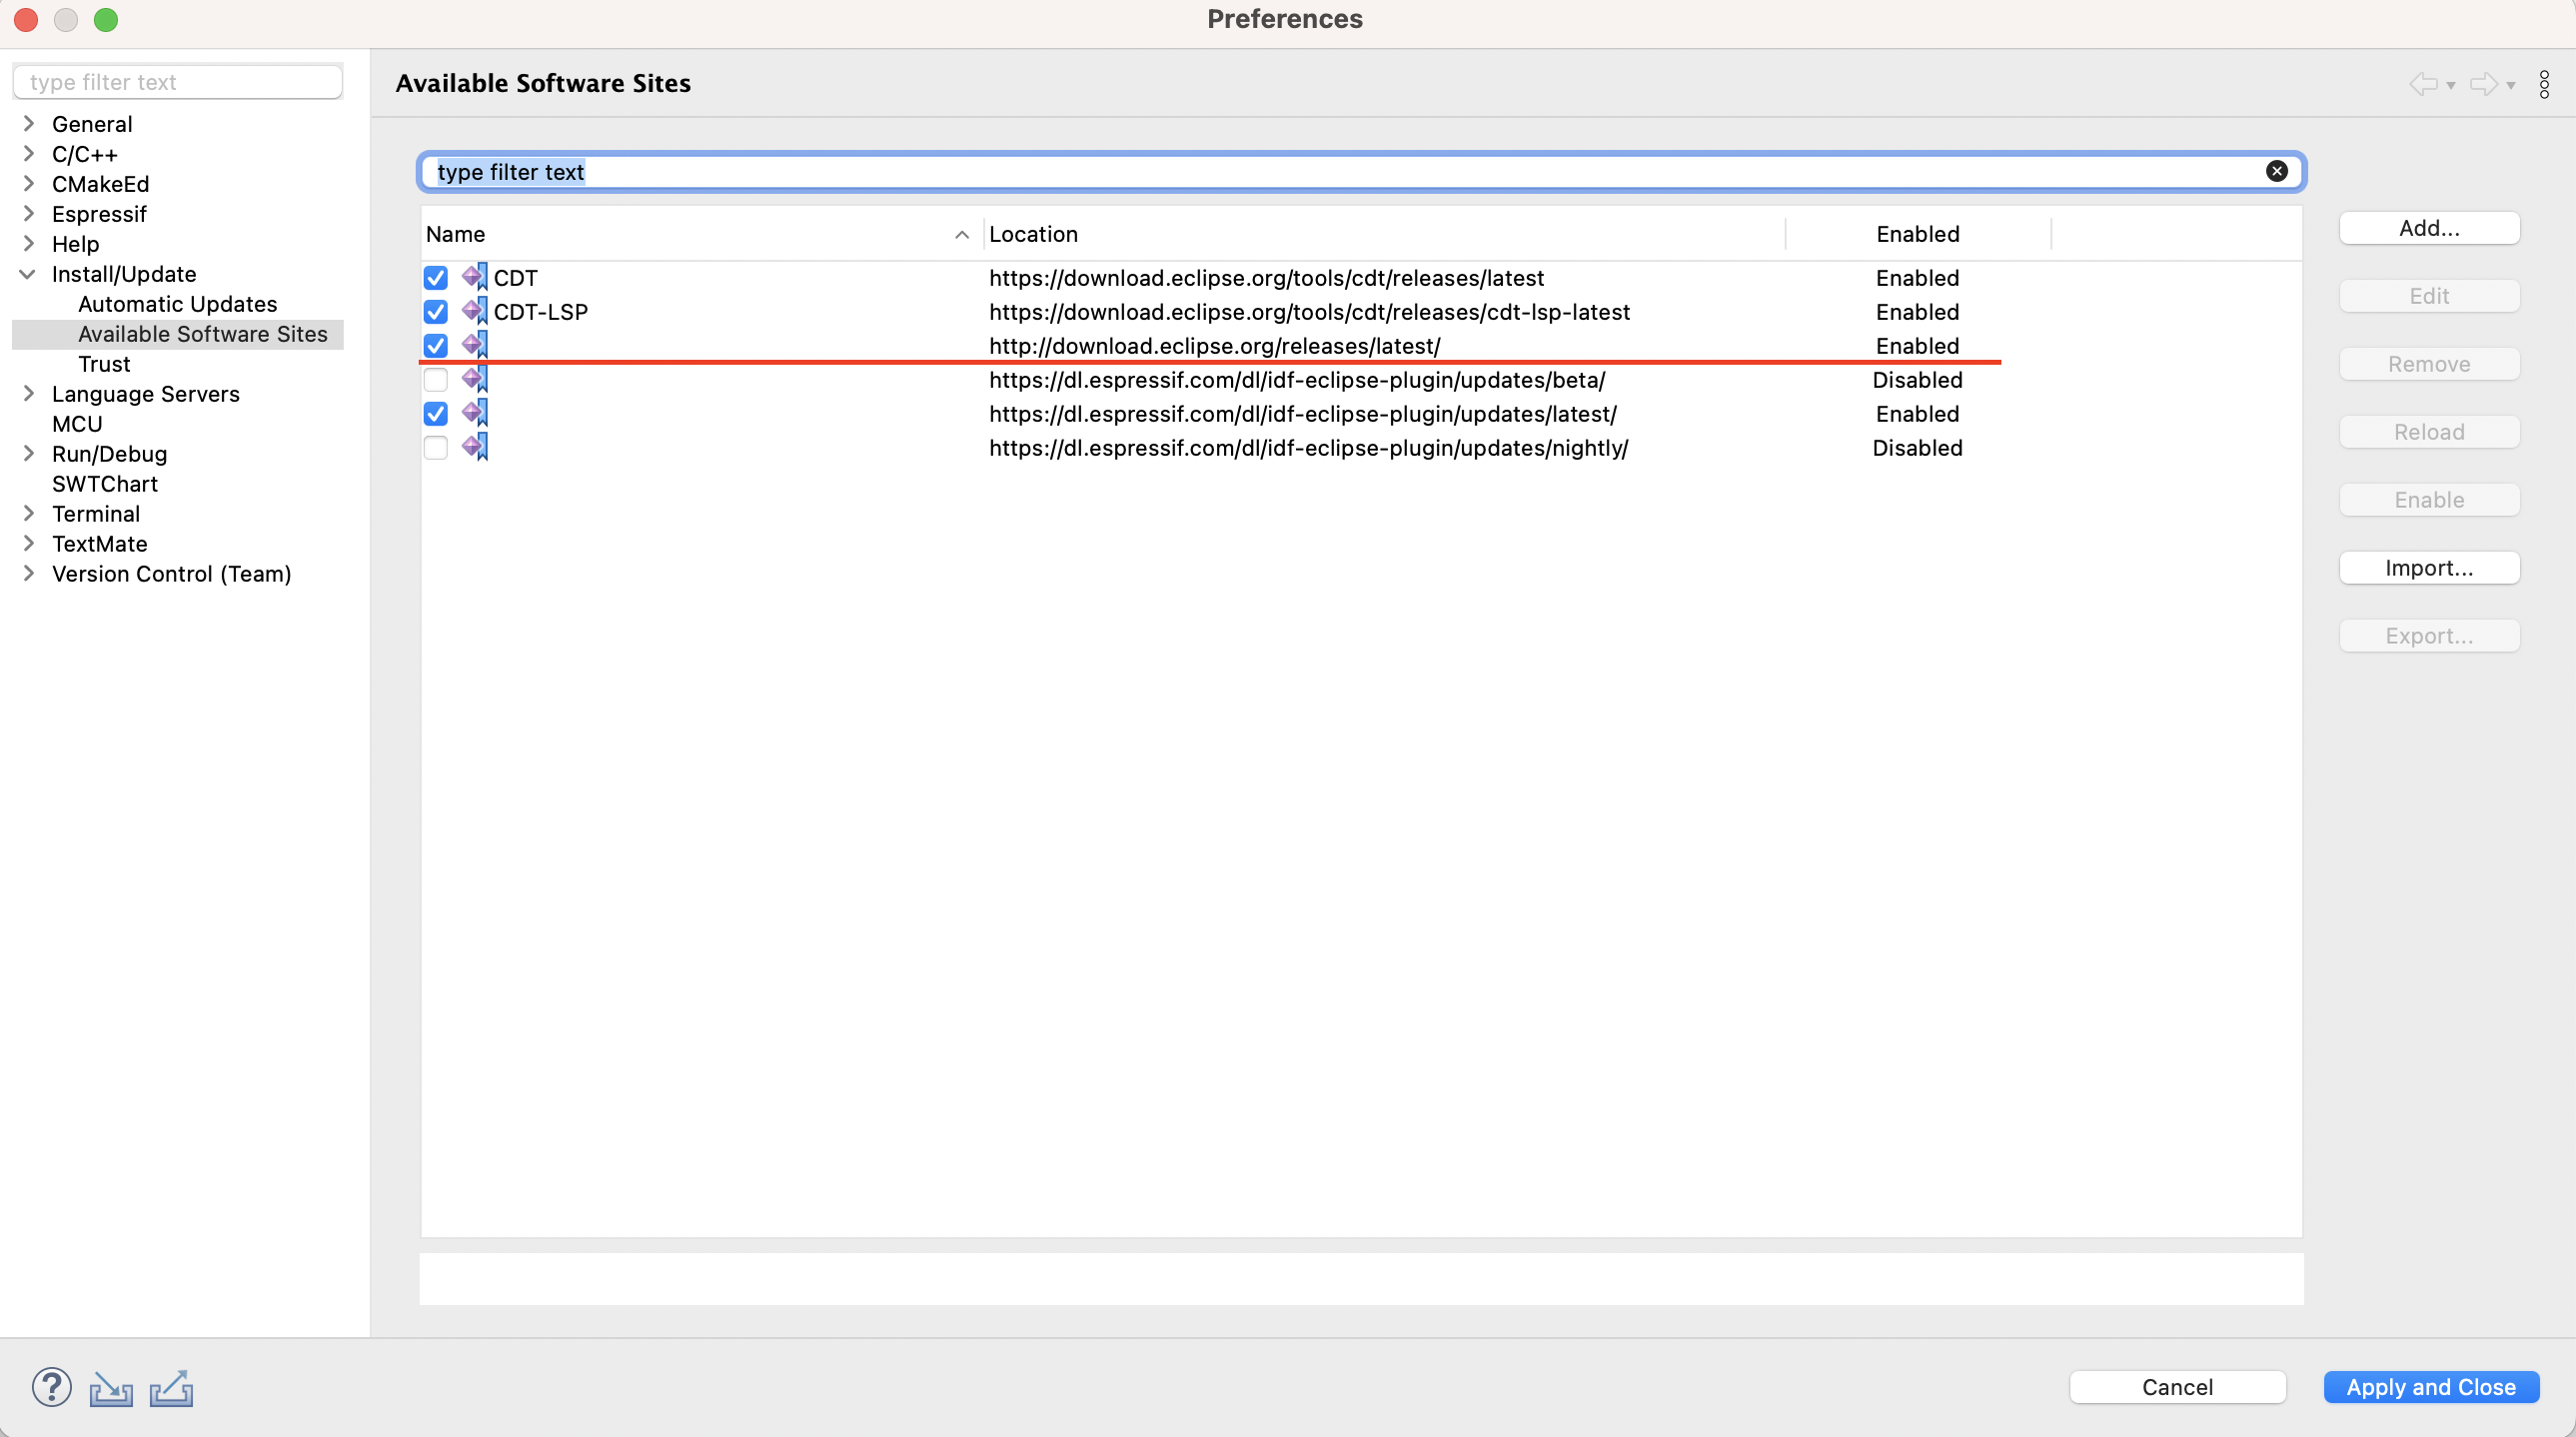 Preferences
type filter text
General
C/C++
CMakeEd
Espressif
Help
Install/Update
Automatic Updates
Available Software Sites
Trust
Language Servers
MCU
Run/Debug
SWTChart
Terminal
TextMate
Version Control (Team)
Available Software Sites
type filter text
Name Location Enabled
CDT https://download.eclipse.org/tools/cdt/releases/latest Enabled
CDT-LSP https://download.eclipse.org/tools/cdt/releases/cdt-lsp-latest Enabled
http://download.eclipse.org/releases/latest/ Enabled
https://dl.espressif.com/dl/idf-eclipse-plugin/updates/beta/ Disabled
https://dl.espressif.com/dl/idf-eclipse-plugin/updates/latest/ Enabled
https://dl.espressif.com/dl/idf-eclipse-plugin/updates/nightly/ Disabled
Add...
Edit
Remove
Reload
Enable
Import...
Export...
Cancel
Apply and Close